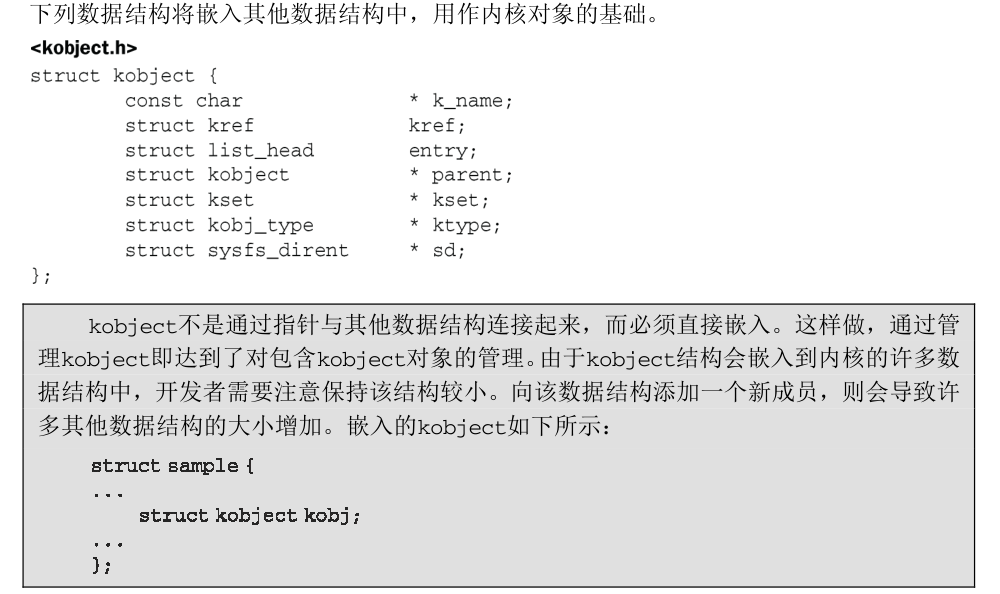 下列数据结构将嵌入其他数据结构中，用作内核对象的基础。
<kobject.h>
struct kobject {
        const char              * k_name;
        struct kref             kref;
        struct list_head        entry;
        struct kobject          * parent;
        struct kset             * kset;
        struct kobj_type        * ktype;
        struct sysfs_dirent     * sd;
};
kobject不是通过指针与其他数据结构连接起来，而必须直接嵌入。这样做，通过管
理kobject即达到了对包含kobject对象的管理。由于kobject结构会嵌入到内核的许多数
据结构中，开发者需要注意保持该结构较小。向该数据结构添加一个新成员，则会导致许
多其他数据结构的大小增加。嵌入的kobject如下所示：
struct sample {
...
    struct kobject kobj;
...
};